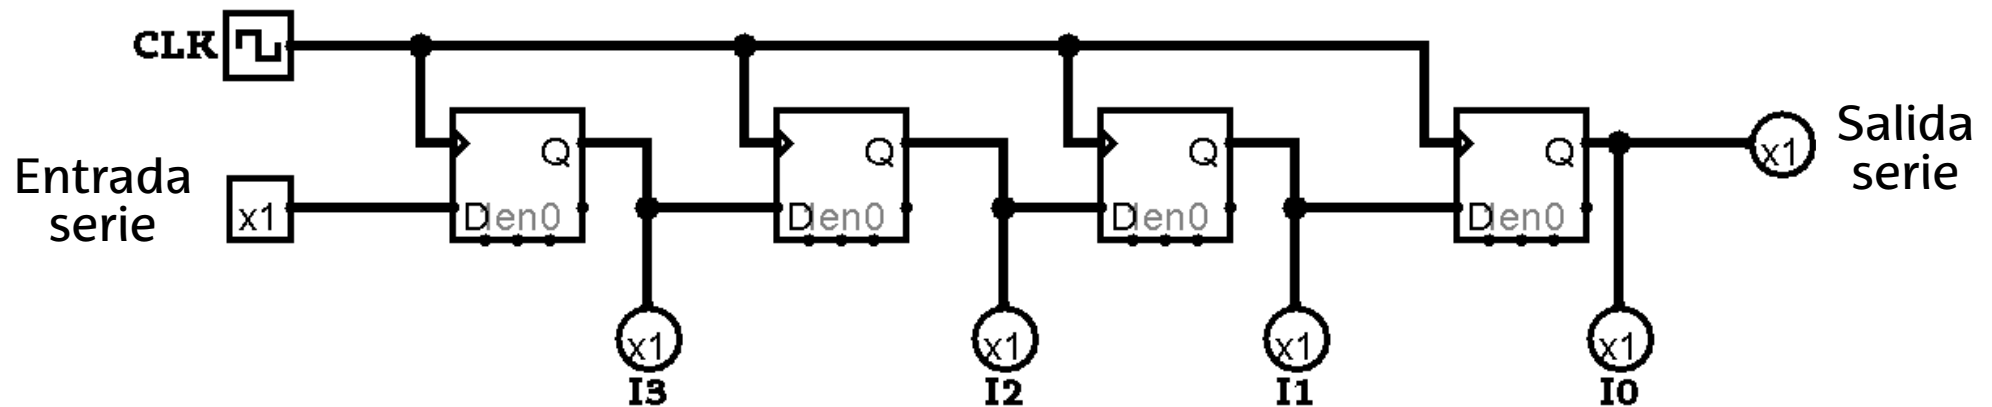 CLK
Entrada
serie
x1
Q
D en0
Q
D en0
Q
D en0
Q
D en0
x1
Salida
serie
x1
I3
x1
I2
x1
I1
x1
I0